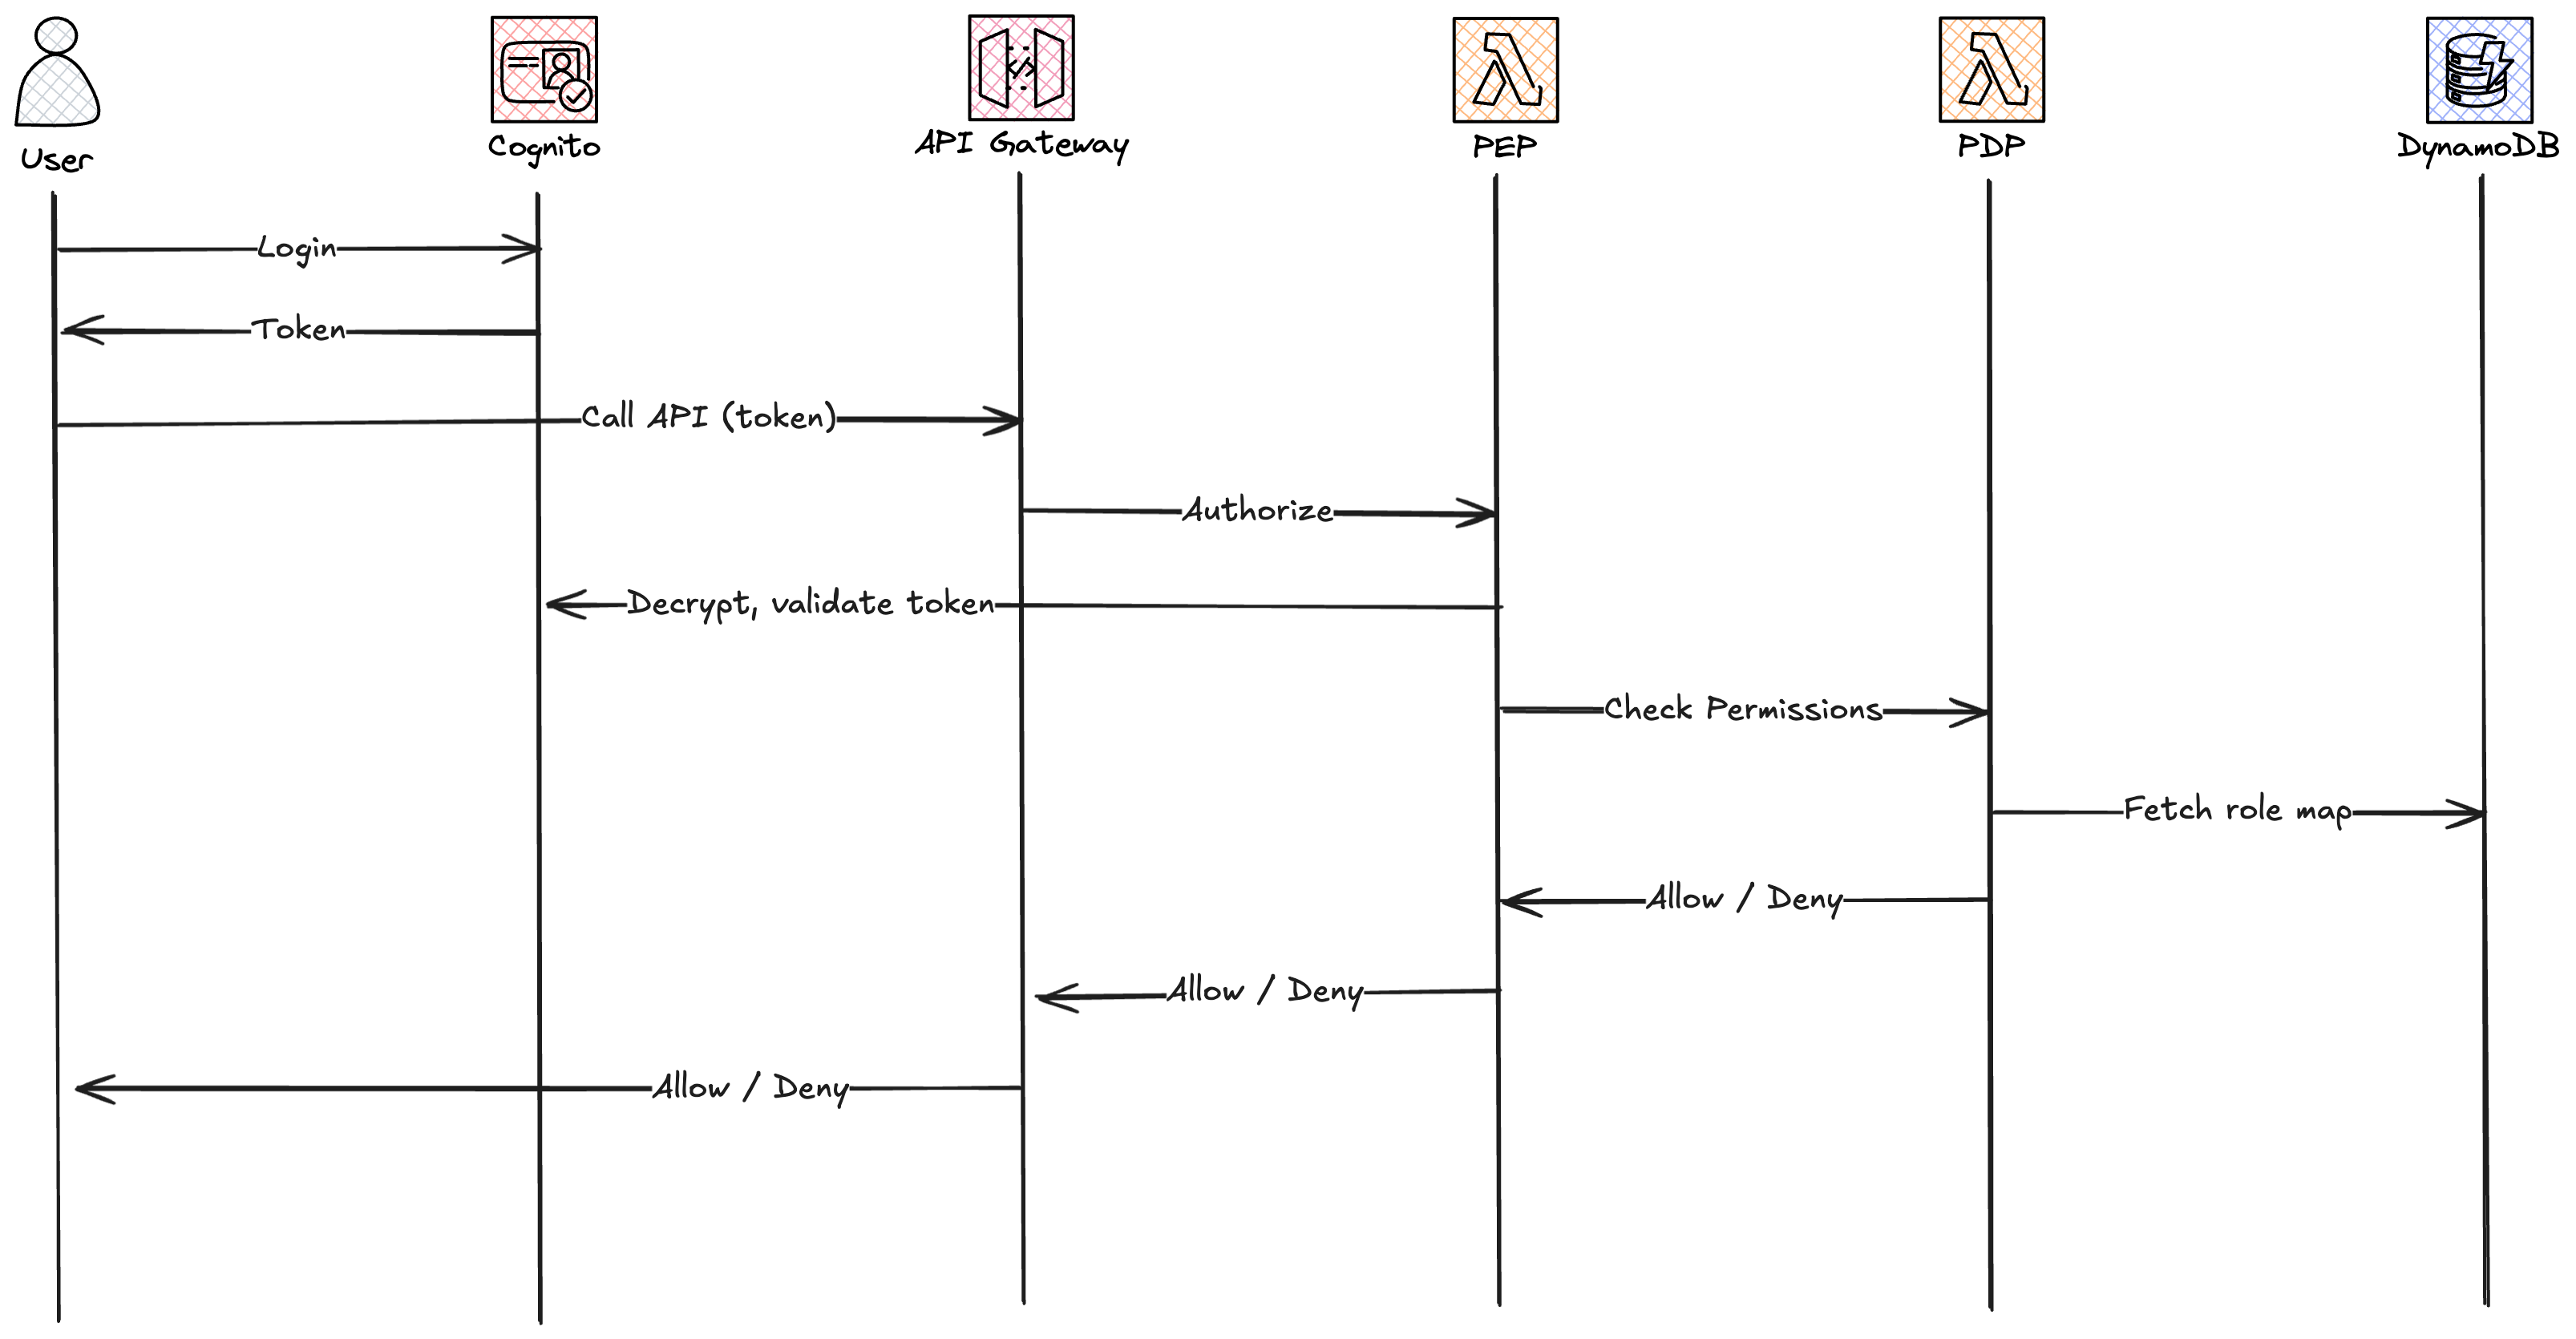 User
Cognito
API Gateway
PEP
PDP
DynamoDB
Login
Token
Call API (token)
Authorize
Decrypt, validate token
Check Permissions
Fetch role map
Allow / Deny
Allow / Deny
Allow / Deny